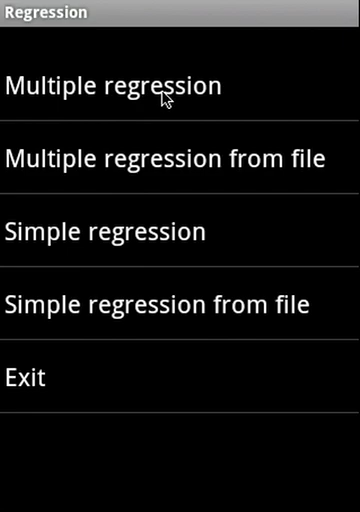 Regression
Multiple regression
Multiple regression from file
Simple regression
Simple regression from file
Exit